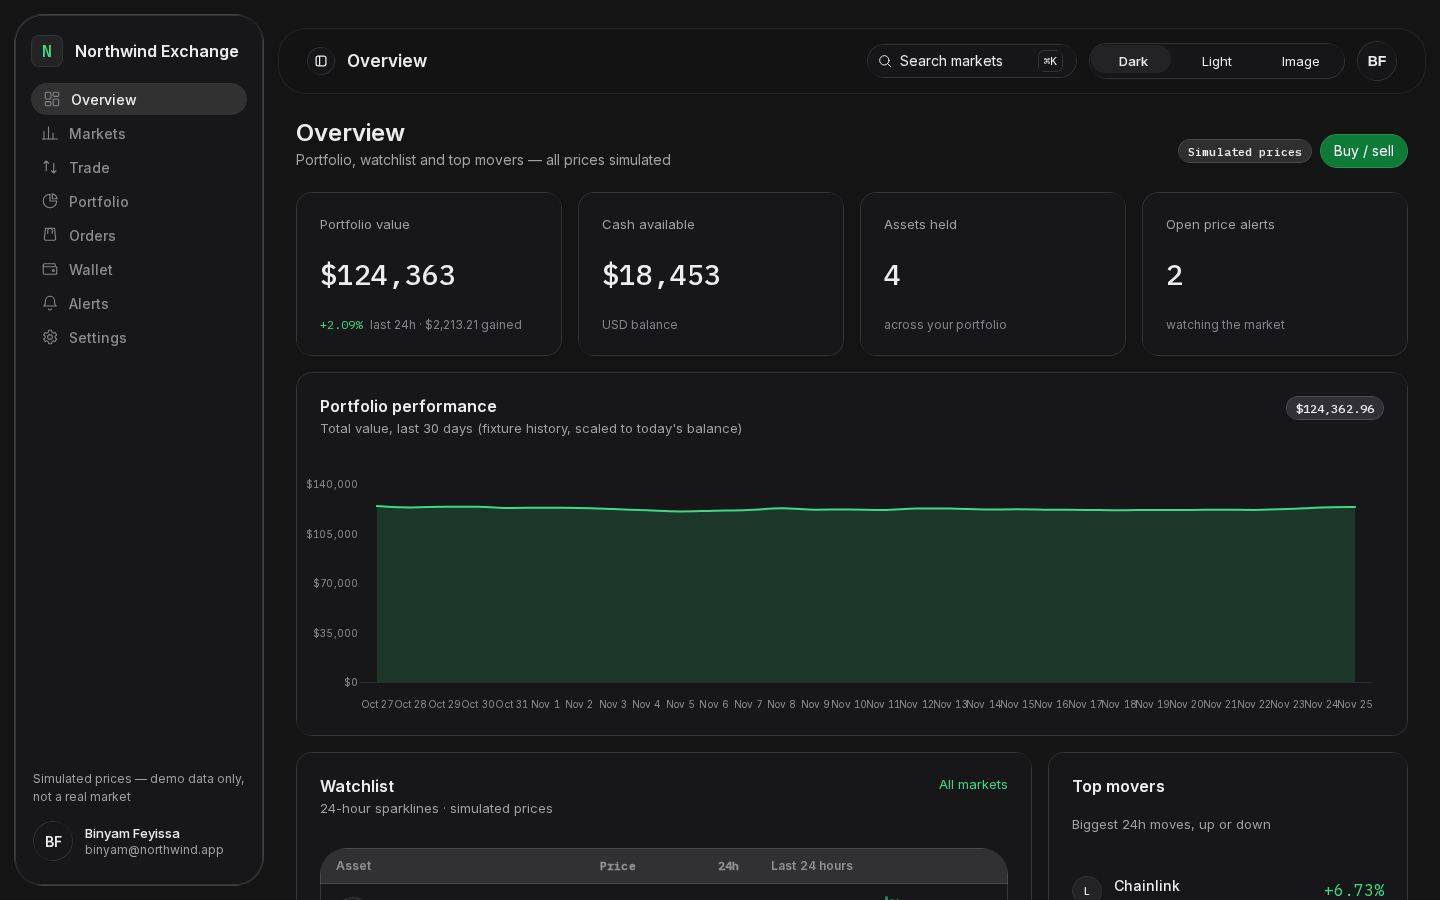 N Northwind Exchange
Overview
Markets
Trade
Portfolio
Orders
Wallet
Alerts
Settings
Simulated prices — demo data only,
not a real market
BF
Binyam Feyissa
binyam@northwind.app
Overview
Search markets ⌘K
Dark Light Image
BF
Overview
Portfolio, watchlist and top movers — all prices simulated
Simulated prices
Buy / sell
Portfolio value
$124,363
+2.09% last 24h · $2,213.21 gained
Cash available
$18,453
USD balance
Assets held
4
across your portfolio
Open price alerts
2
watching the market
Portfolio performance
Total value, last 30 days (fixture history, scaled to today's balance)
$124,362.96
$140,000
$105,000
$70,000
$35,000
$0
Oct 27 Oct 28 Oct 29 Oct 30 Oct 31 Nov 1 Nov 2 Nov 3 Nov 4 Nov 5 Nov 6 Nov 7 Nov 8 Nov 9 Nov 10 Nov 11 Nov 12 Nov 13 Nov 14 Nov 15 Nov 16 Nov 17 Nov 18 Nov 19 Nov 20 Nov 21 Nov 22 Nov 23 Nov 24 Nov 25
Watchlist
24-hour sparklines · simulated prices
All markets
Asset Price 24h Last 24 hours
Top movers
Biggest 24h moves, up or down
L Chainlink +6.73%